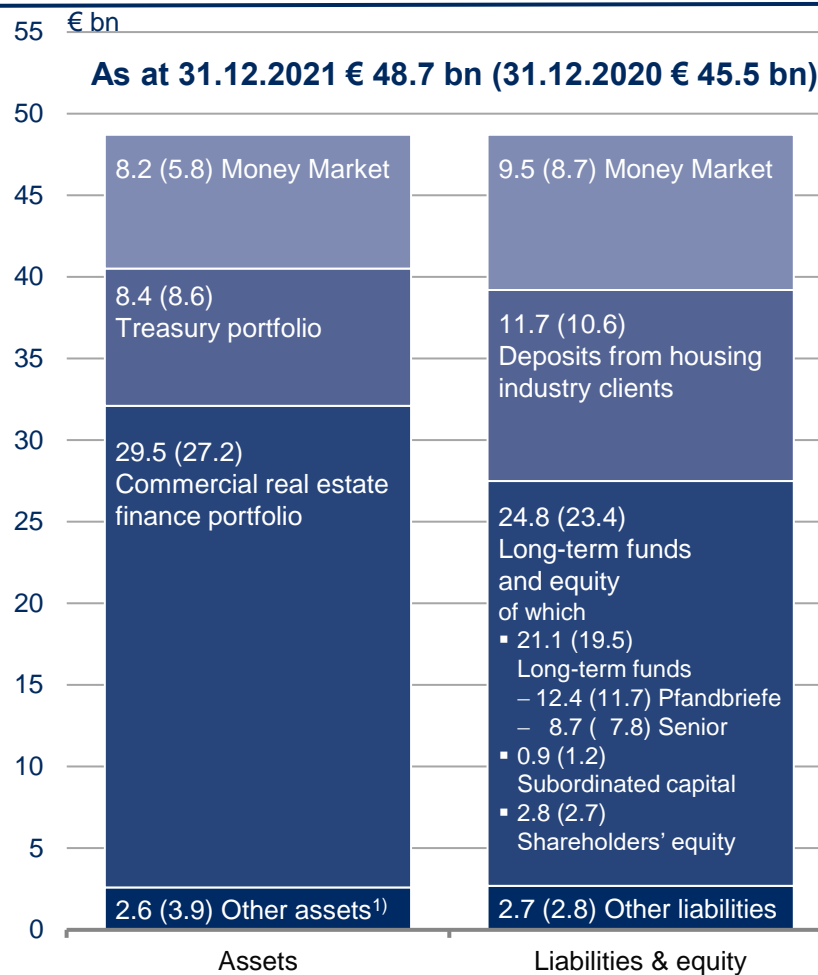 € bn
As at 31.12.2021 € 48.7 bn (31.12.2020 € 45.5 bn)
55
50
45
40
35
30
25
20
15
10
5
0
8.2 (5.8) Money Market
8.4 (8.6)
Treasury portfolio
29.5 (27.2)
Commercial real estate
finance portfolio
2.6 (3.9) Other assets¹⁾
Assets
9.5 (8.7) Money Market
11.7 (10.6)
Deposits from housing
industry clients
24.8 (23.4)
Long-term funds
and equity
of which
▪ 21.1 (19.5)
Long-term funds
– 12.4 (11.7) Pfandbriefe
– 8.7 ( 7.8) Senior
▪ 0.9 (1.2)
Subordinated capital
▪ 2.8 (2.7)
Shareholders’ equity
2.7 (2.8) Other liabilities
Liabilities & equity